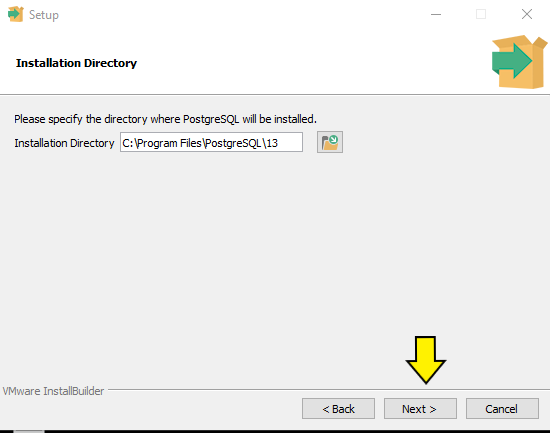 Setup
Installation Directory
Please specify the directory where PostgreSQL will be installed.
Installation Directory C:\Program Files\PostgreSQL\13
VMware InstallBuilder
< Back Next > Cancel